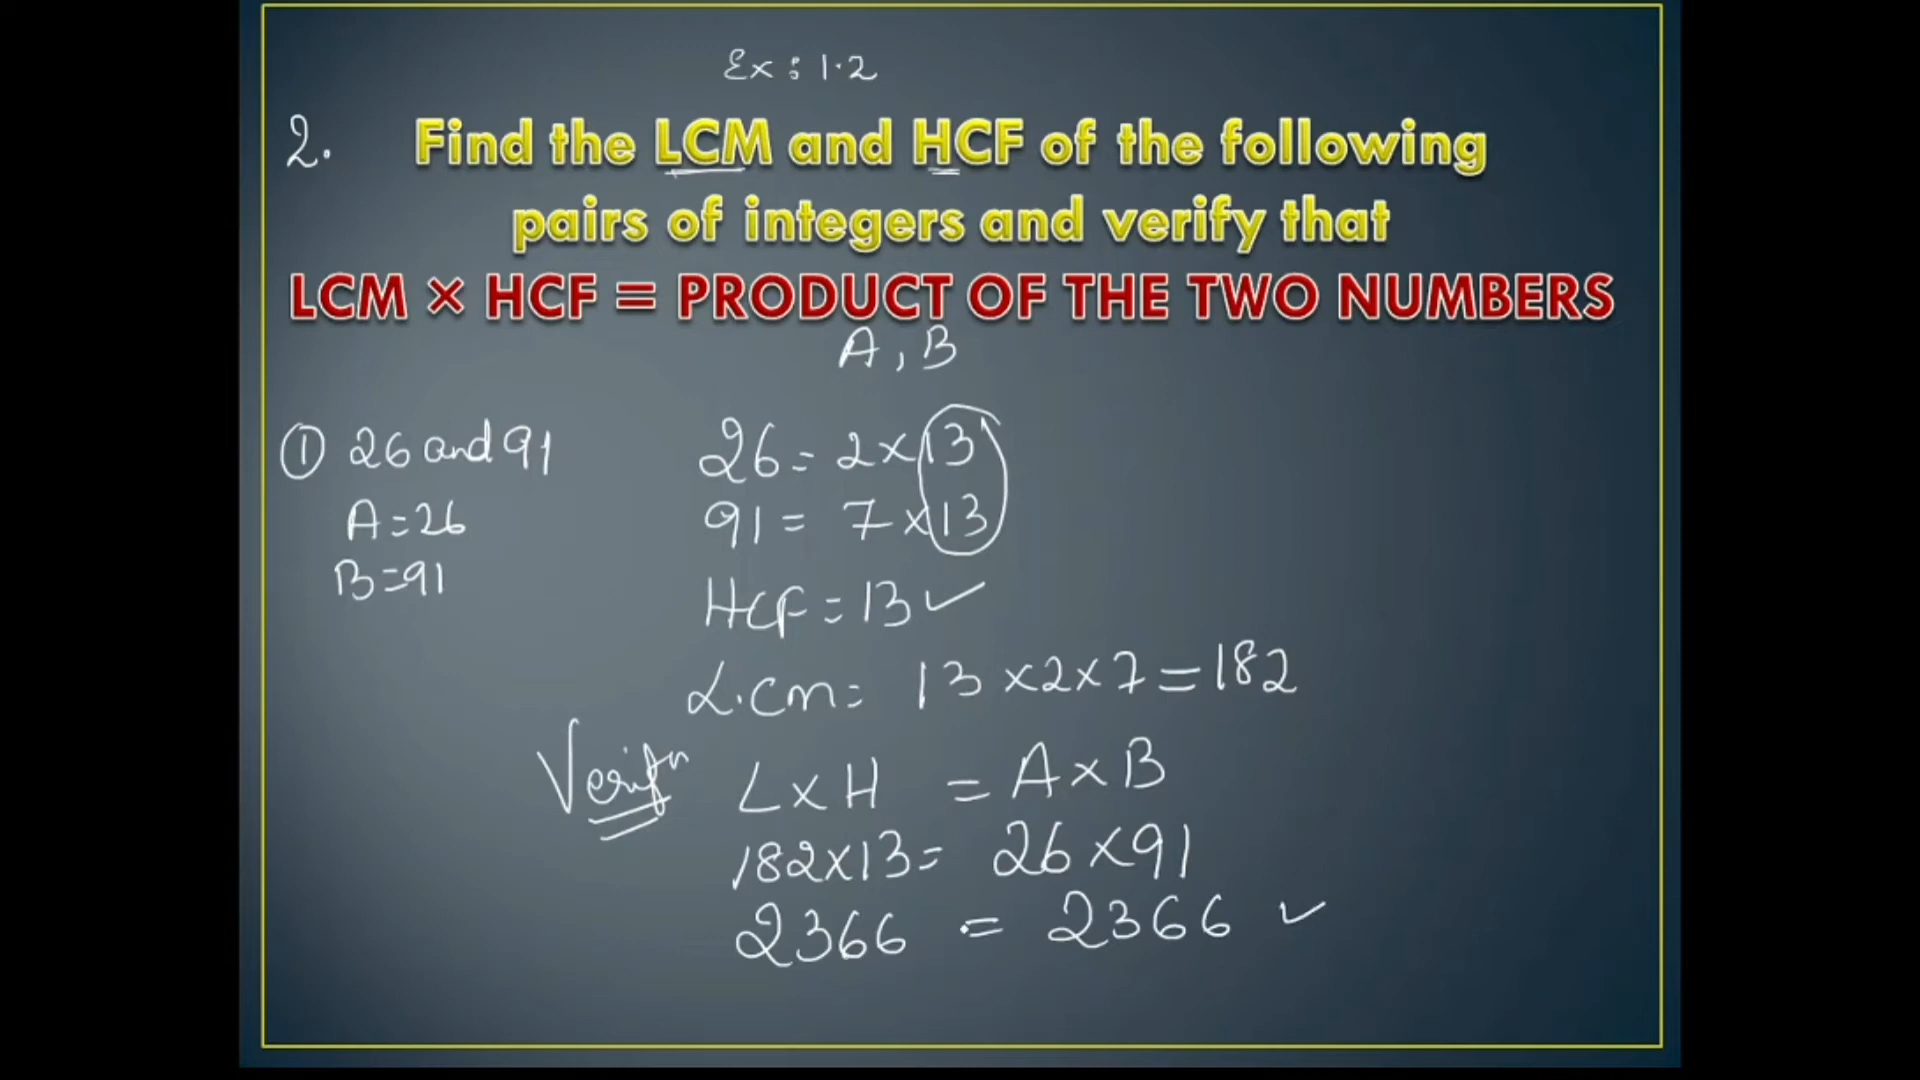 Ex : 1.2
2. Find the LCM and HCF of the following
pairs of integers and verify that
LCM × HCF = PRODUCT OF THE TWO NUMBERS
A, B
① 26 and 91
A=26
B=91
26 = 2×13
91 = 7×13
HCF = 13 ✓
L.CM = 13 ×2×7 = 182
Verifⁿ L×H = A×B
182×13 = 26×91
2366 = 2366 ✓